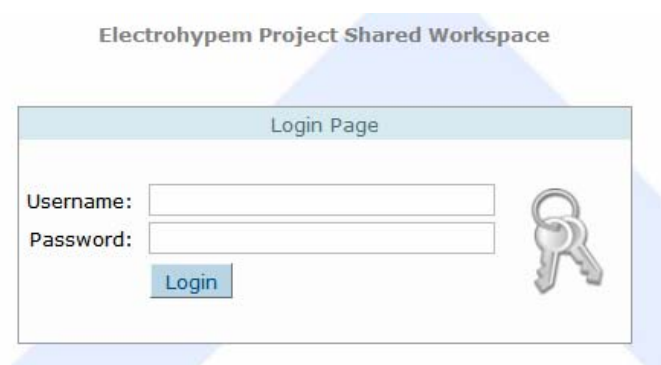 Electrohypem Project Shared Workspace
Login Page
Username:
Password:
Login